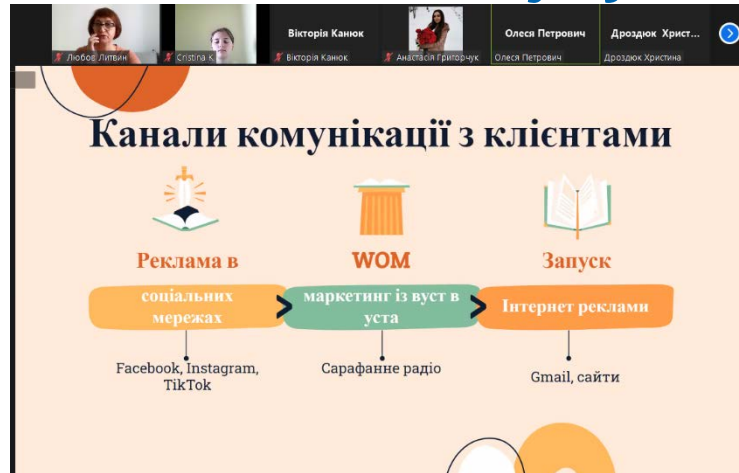 Вікторія Канюк
Олеся Петрович
Дроздюк Христ...
Любов Литвин
Cristina K
Вікторія Канюк
Анастасія Григорчук
Олеся Петрович
Дроздюк Христина
Канали комунікації з клієнтами
Реклама в
соціальних
мережах
Facebook, Instagram,
TikTok
WOM
маркетинг із вуст в
уста
Сарафанне радіо
Запуск
Інтернет реклами
Gmail, сайти